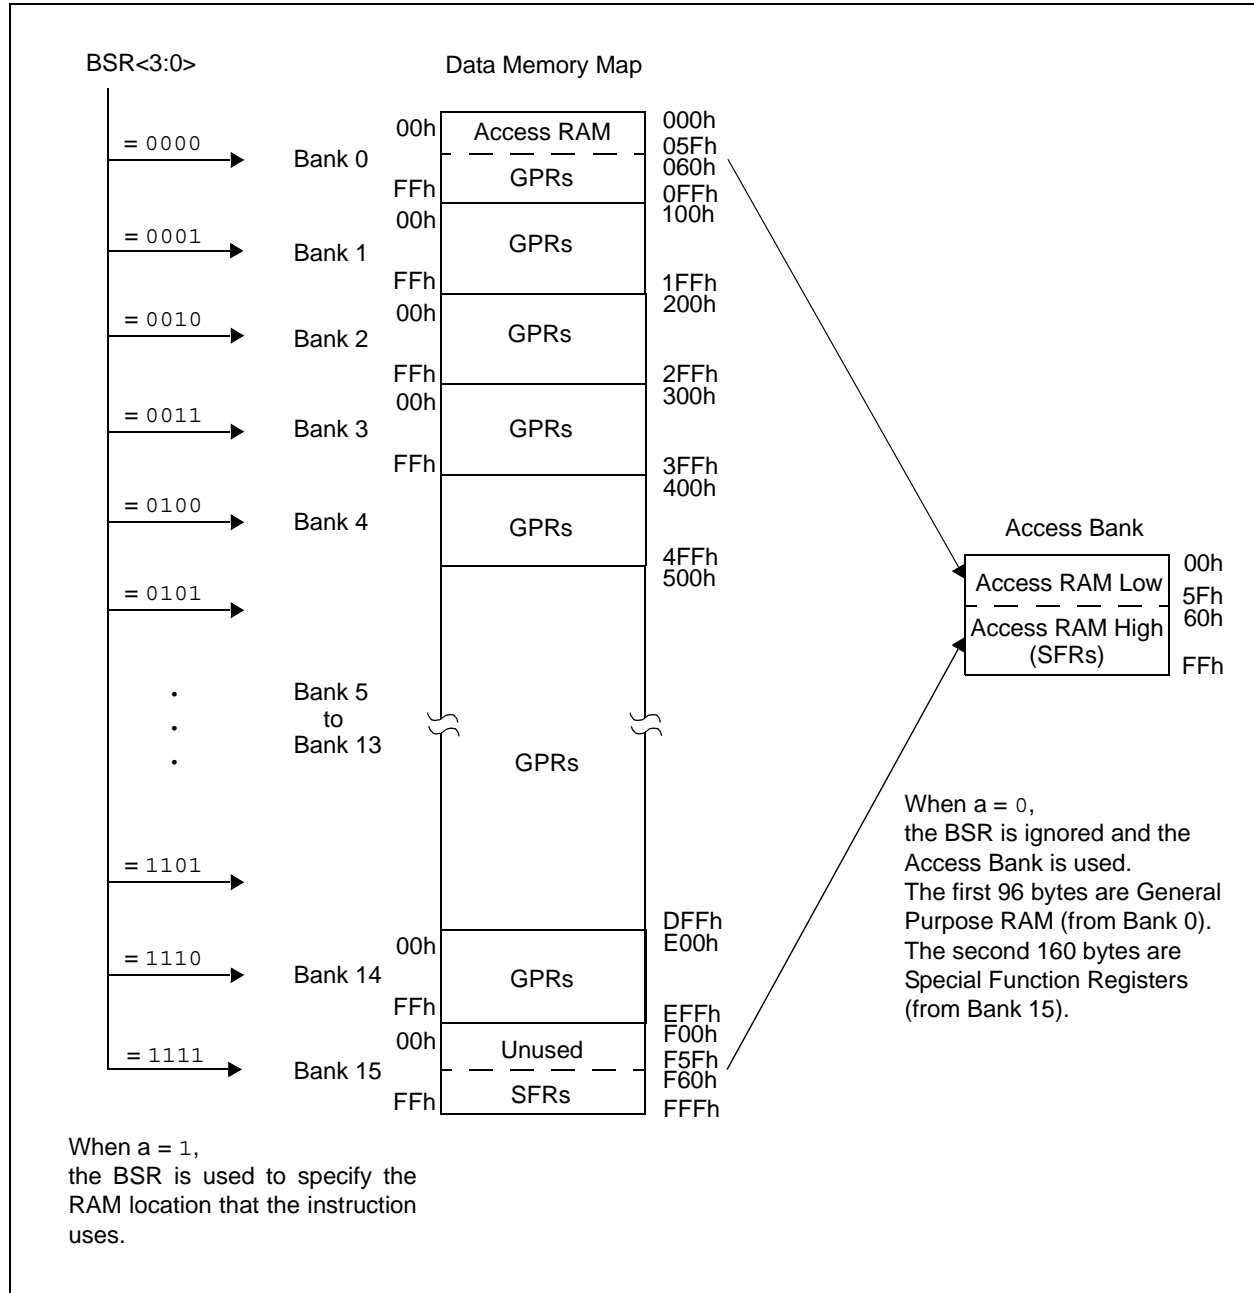 BSR<3:0>
Data Memory Map
= 0000
Bank 0
00h
Access RAM
000h
05Fh
060h
FFh
GPRs
0FFh
= 0001
Bank 1
00h
GPRs
100h
FFh
1FFh
= 0010
Bank 2
00h
GPRs
200h
FFh
2FFh
= 0011
Bank 3
00h
GPRs
300h
FFh
3FFh
= 0100
Bank 4
GPRs
400h
4FFh
= 0101
500h
.
.
.
Bank 5
to
Bank 13
GPRs
= 1101
DFFh
= 1110
Bank 14
00h
GPRs
E00h
FFh
EFFh
= 1111
Bank 15
00h
Unused
F00h
F5Fh
F60h
FFh
SFRs
FFFh
Access Bank
Access RAM Low
00h
5Fh
60h
Access RAM High
(SFRs)
FFh
When a = 0,
the BSR is ignored and the
Access Bank is used.
The first 96 bytes are General
Purpose RAM (from Bank 0).
The second 160 bytes are
Special Function Registers
(from Bank 15).
When a = 1,
the BSR is used to specify the
RAM location that the instruction
uses.